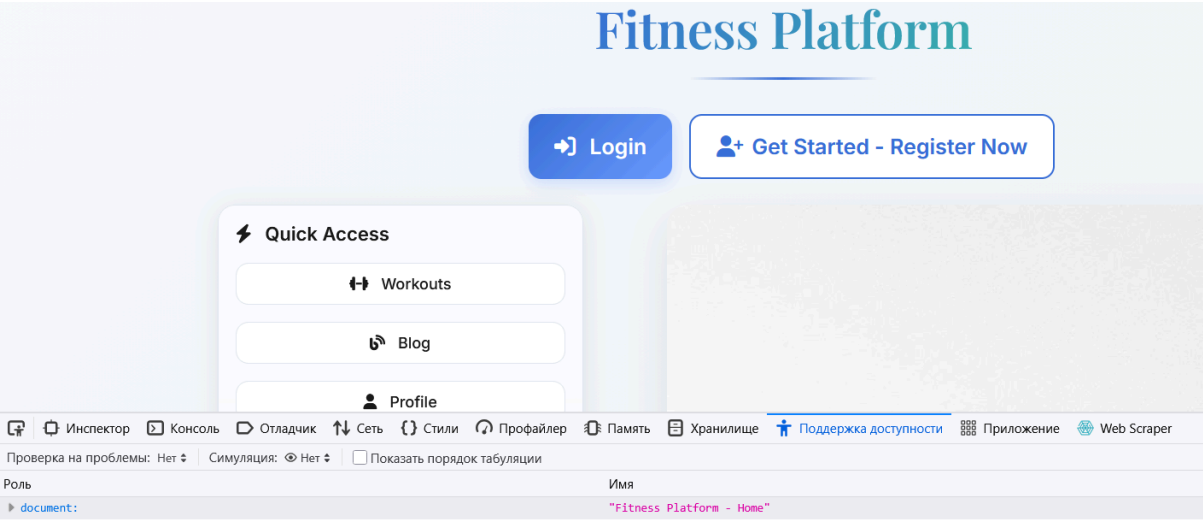 Fitness Platform
Login
Get Started - Register Now
Quick Access
Workouts
Blog
Profile
Инспектор Консоль Отладчик Сеть Стили Профайлер Память Хранилище Поддержка доступности Приложение Web Scraper
Проверка на проблемы: Нет Симуляция: Нет Показать порядок табуляции
Роль Имя
document: "Fitness Platform - Home"